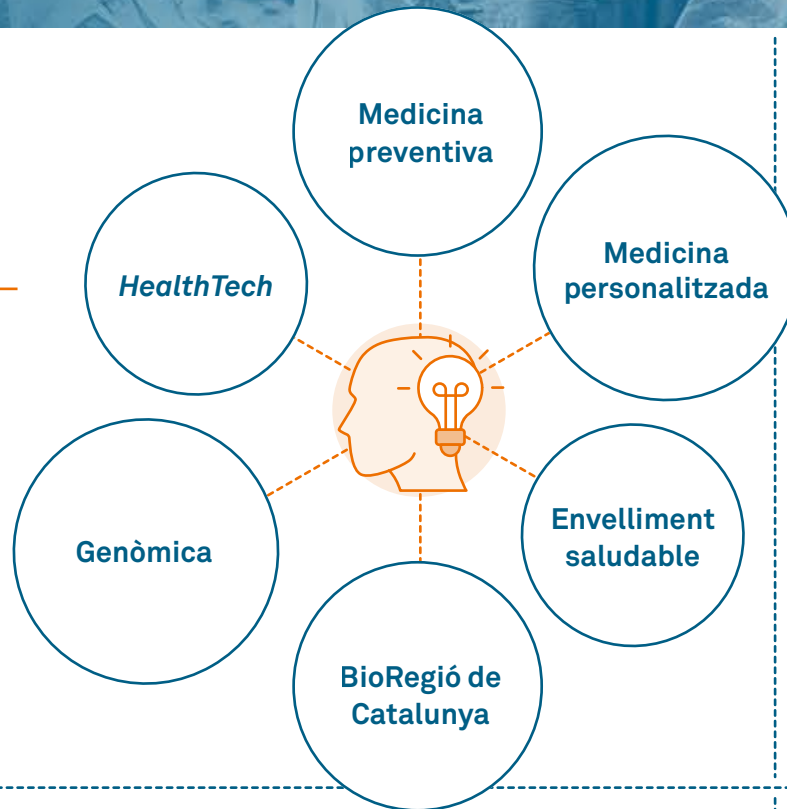 Medicina
preventiva
HealthTech
Medicina
personalitzada
Genòmica
Envelliment
saludable
BioRegió de
Catalunya